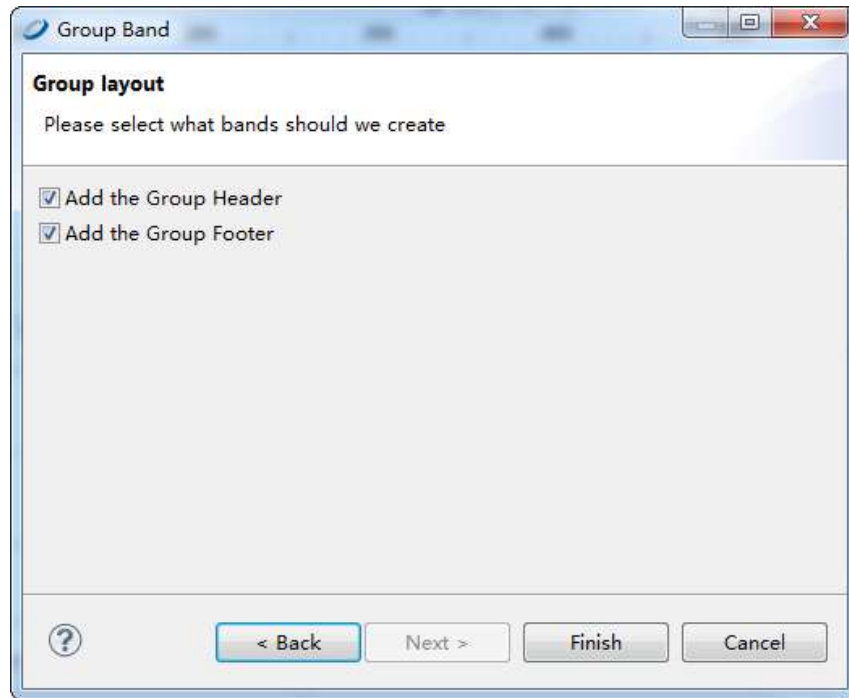 Group Band
Group layout
Please select what bands should we create
Add the Group Header
Add the Group Footer
< Back
Next >
Finish
Cancel